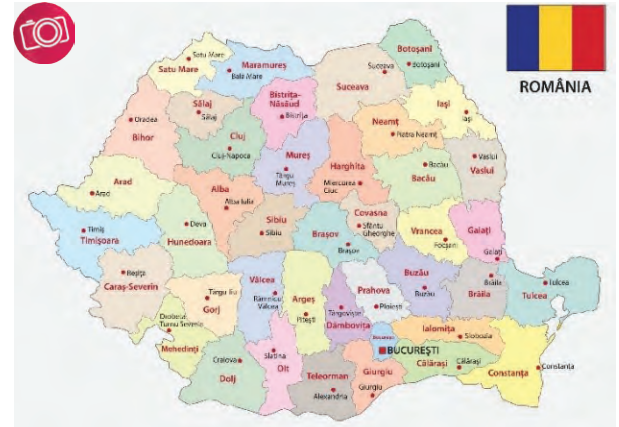 ROMÂNIA
Botoșani
Botoșani
Satu Mare
Satu Mare
Maramureș
Baia Mare
Suceava
Suceava
Bistrița-
Năsăud
Bistrița
Sălaj
Sălaj
Iași
Iași
Oradea
Bihor
Cluj
Cluj-Napoca
Neamț
Piatra Neamț
Mureș
Târgu
Mureș
Harghita
Miercurea
Ciuc
Bacău
Bacău
Vaslui
Vaslui
Arad
Arad
Alba
Alba Iulia
Sibiu
Sibiu
Covasna
Sfântu
Gheorghe
Brașov
Brașov
Vrancea
Focșani
Galați
Galați
Timiș
Timișoara
Deva
Hunedoara
Reșița
Caraș-Severin
Târgu Jiu
Gorj
Vâlcea
Râmnicu
Vâlcea
Argeș
Pitești
Târgoviște
Dâmbovița
Prahova
Ploiești
Buzău
Buzău
Brăila
Brăila
Tulcea
Tulcea
Drobeta-
Turnu Severin
Mehedinți
Craiova
Dolj
Slatina
Olt
Teleorman
Alexandria
București
BUCUREȘTI
Giurgiu
Giurgiu
Ialomița
Călărași
Călărași
Constanța
Constanța